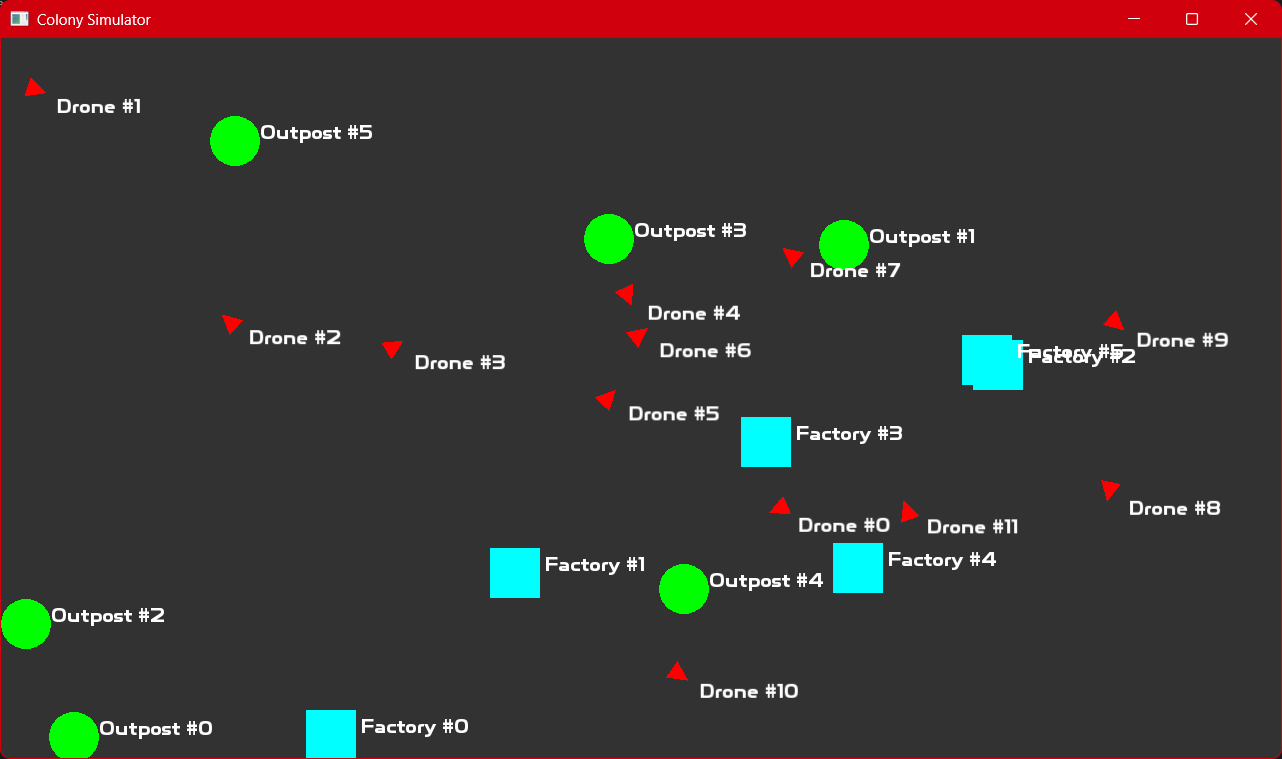 Colony Simulator
Drone #1
Outpost #5
Outpost #3
Outpost #1
Drone #7
Drone #4
Drone #2
Drone #9
Drone #6
Factory #5
Factory #2
Drone #3
Drone #5
Factory #3
Drone #8
Drone #0
Drone #11
Factory #4
Factory #1
Outpost #4
Outpost #2
Drone #10
Factory #0
Outpost #0